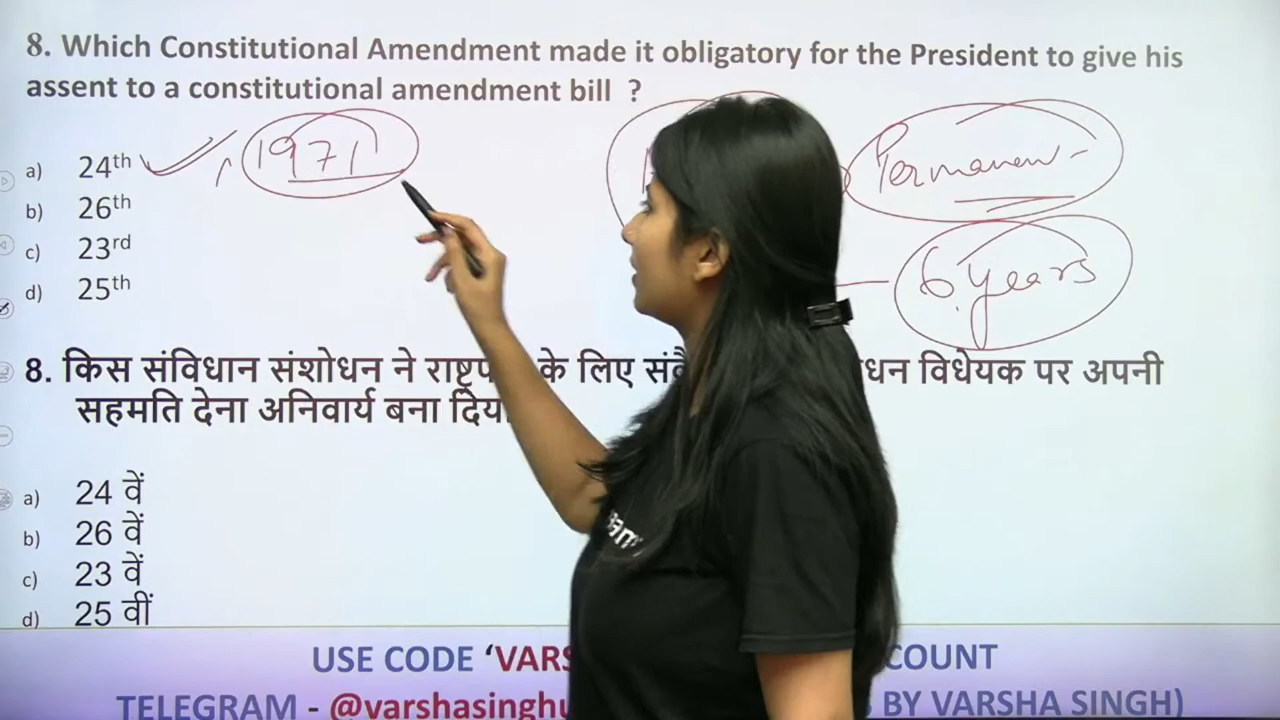 8. Which Constitutional Amendment made it obligatory for the President to give his
assent to a constitutional amendment bill ?
a) 24th
1971
b) 26th
c) 23rd
d) 25th
Permanen
6 years
8. किस संविधान संशोधन ने के लिए विधेयक पर अपनी
सहमति देना अनिवार्य बना
a) 24 वें
b) 26 वें
c) 23 वें
d) 25 वीं
USE CODE ‘VARS COUNT
TELEGRAM - @varshasinghu BY VARSHA SINGH)